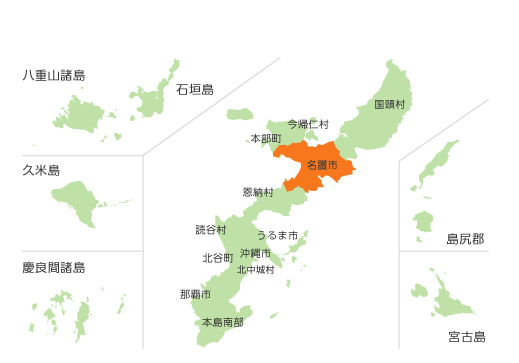 八重山諸島
石垣島
国頭村
今帰仁村
本部町
名護市
久米島
恩納村
読谷村
うるま市
島尻郡
沖縄市
北谷町
北中城村
慶良間諸島
那覇市
本島南部
宮古島